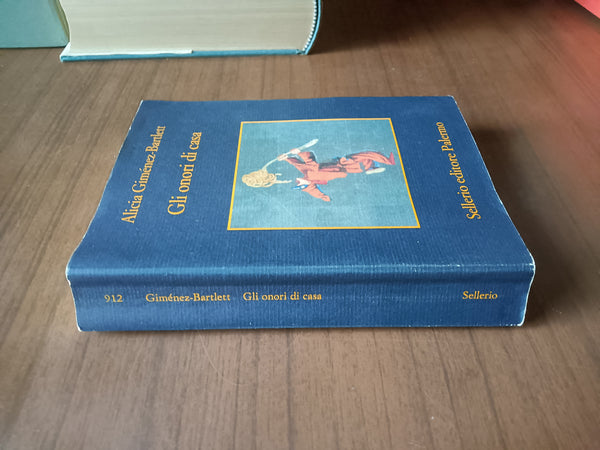 Alicia Giménez-Bartlett
Gli onori di casa
Sellerio editore Palermo
912 Giménez-Bartlett Gli onori di casa Sellerio